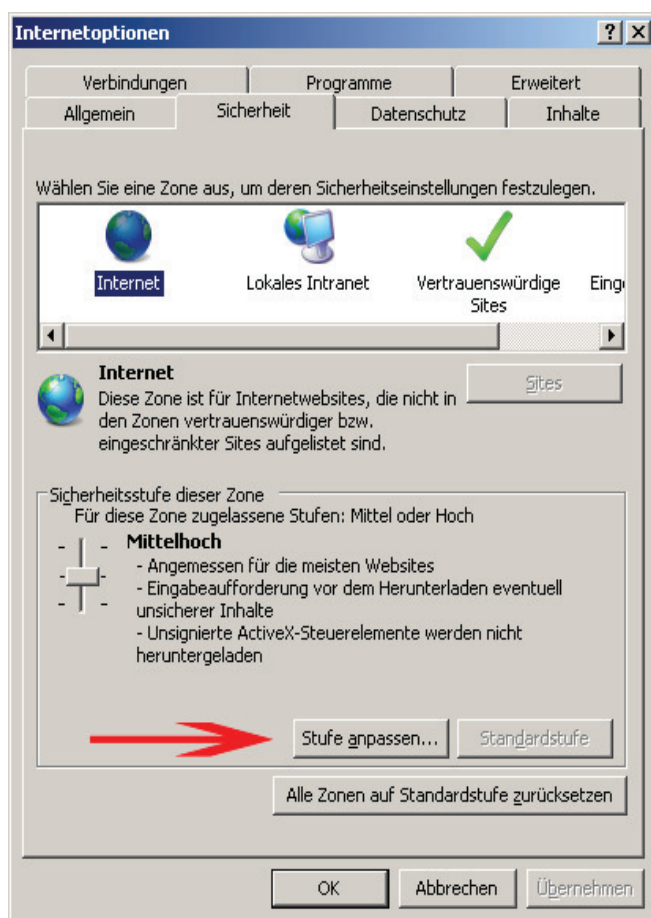 Internetoptionen
Verbindungen Programme Erweitert
Allgemein Sicherheit Datenschutz Inhalte
Wählen Sie eine Zone aus, um deren Sicherheitseinstellungen festzulegen.
Internet Lokales Intranet Vertrauenswürdige Eing
Sites
Internet
Sites
Diese Zone ist für Internetwebsites, die nicht in
den Zonen vertrauenswürdiger bzw.
eingeschränkter Sites aufgelistet sind.
Sicherheitsstufe dieser Zone
Für diese Zone zugelassene Stufen: Mittel oder Hoch
Mittelhoch
- Angemessen für die meisten Websites
- Eingabeaufforderung vor dem Herunterladen eventuell
unsicherer Inhalte
- Unsignierte ActiveX-Steuerelemente werden nicht
heruntergeladen
Stufe anpassen... Standardstufe
Alle Zonen auf Standardstufe zurücksetzen
OK Abbrechen Übernehmen